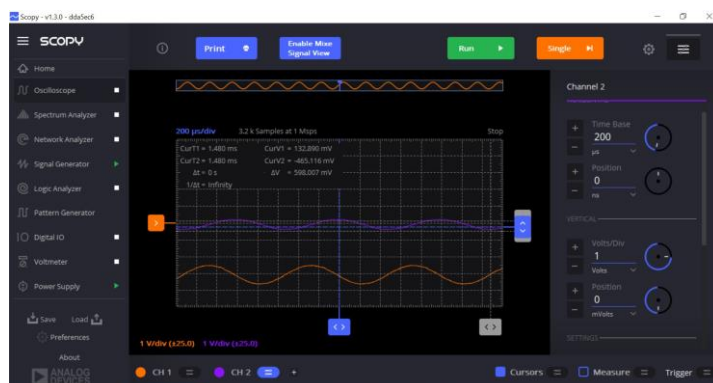 Scopy - v1.3.0 - dda5ec6
SCOPY
Print
Enable Mixe
Signal View
Run
Single
Home
Oscilloscope
Spectrum Analyzer
Network Analyzer
Signal Generator
Logic Analyzer
Pattern Generator
Digital IO
Voltmeter
Power Supply
Save
Load
Preferences
About
ANALOG
DEVICES
200 µs/div
3.2 k Samples at 1 Msps
Stop
CurT1 = 1.480 ms
CurV1 = 132.890 mV
CurT2 = 1.480 ms
CurV2 = -465.116 mV
Δt = 0 s
ΔV = 598.007 mV
1/Δt = Infinity
1 V/div (±25.0)
1 V/div (±25.0)
CH 1
CH 2
+
Cursors
Measure
Trigger
Channel 2
Time Base
200
µs
Position
0
ns
VERTICAL
Volts/Div
1
Volts
Position
0
mVolts
SETTINGS